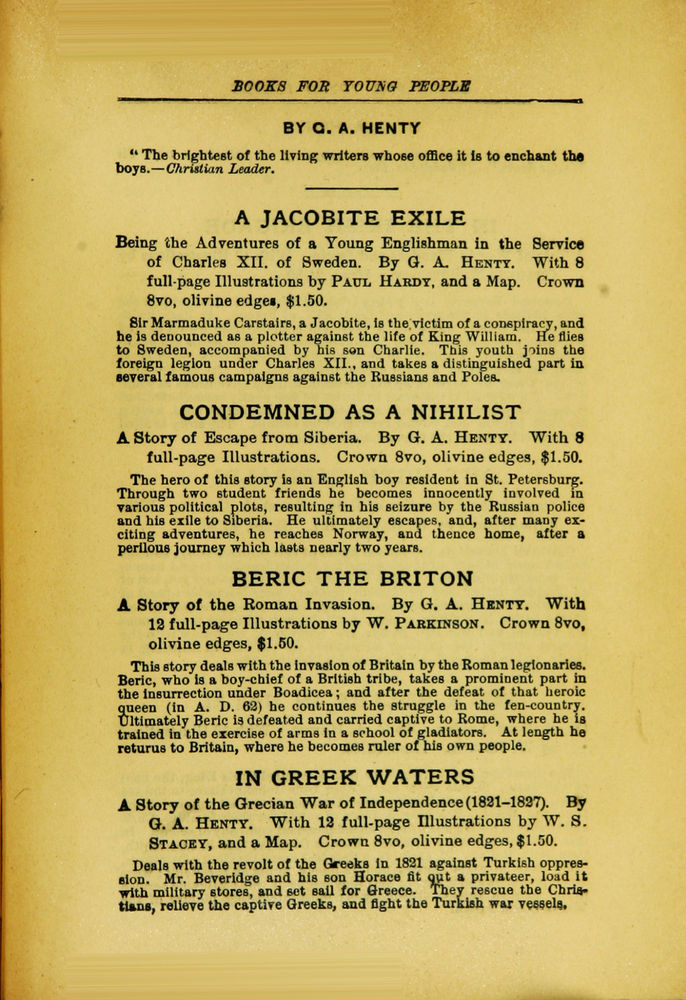 BOOKS FOR YOUNG PEOPLE
BY G. A. HENTY
“ The brightest of the living writers whose office it is to enchant the
boys.—Christian Leader.
A JACOBITE EXILE
Being the Adventures of a Young Englishman in the Service
of Charles XII. of Sweden. By G. A. HENTY. With 8
full-page Illustrations by PAUL HARDY, and a Map. Crown
8vo, olivine edges, $1.50.
Sir Marmaduke Carstairs, a Jacobite, is the victim of a conspiracy, and
he is denounced as a plotter against the life of King William. He flies
to Sweden, accompanied by his son Charlie. This youth joins the
foreign legion under Charles XII., and takes a distinguished part in
several famous campaigns against the Russians and Poles.
CONDEMNED AS A NIHILIST
A Story of Escape from Siberia. By G. A. HENTY. With 8
full-page Illustrations. Crown 8vo, olivine edges, $1.50.
The hero of this story is an English boy resident in St. Petersburg.
Through two student friends he becomes innocently involved in
various political plots, resulting in his seizure by the Russian police
and his exile to Siberia. He ultimately escapes, and, after many ex-
citing adventures, he reaches Norway, and thence home, after a
perilous journey which lasts nearly two years.
BERIC THE BRITON
A Story of the Roman Invasion. By G. A. HENTY. With
12 full-page Illustrations by W. PARKINSON. Crown 8vo,
olivine edges, $1.50.
This story deals with the invasion of Britain by the Roman legionaries.
Beric, who is a boy-chief of a British tribe, takes a prominent part in
the insurrection under Boadicea; and after the defeat of that heroic
queen (in A. D. 62) he continues the struggle in the fen-country.
Ultimately Beric is defeated and carried captive to Rome, where he is
trained in the exercise of arms in a school of gladiators. At length he
returus to Britain, where he becomes ruler of his own people.
IN GREEK WATERS
A Story of the Grecian War of Independence (1821-1827). By
G. A. HENTY. With 12 full-page Illustrations by W. S.
STACEY, and a Map. Crown 8vo, olivine edges, $1.50.
Deals with the revolt of the Greeks in 1821 against Turkish oppres-
sion. Mr. Beveridge and his son Horace fit out a privateer, load it
with military stores, and set sail for Greece. They rescue the Chris-
tians, relieve the captive Greeks, and fight the Turkish war vessels.